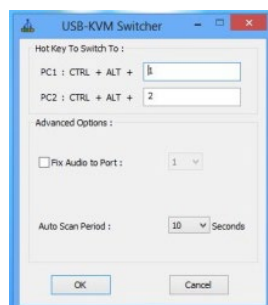 USB-KVM Switcher
Hot Key To Switch To :
PC1 : CTRL + ALT + 1
PC2 : CTRL + ALT + 2
Advanced Options :
Fix Audio to Port : 1
Auto Scan Period : 10 Seconds
OK Cancel